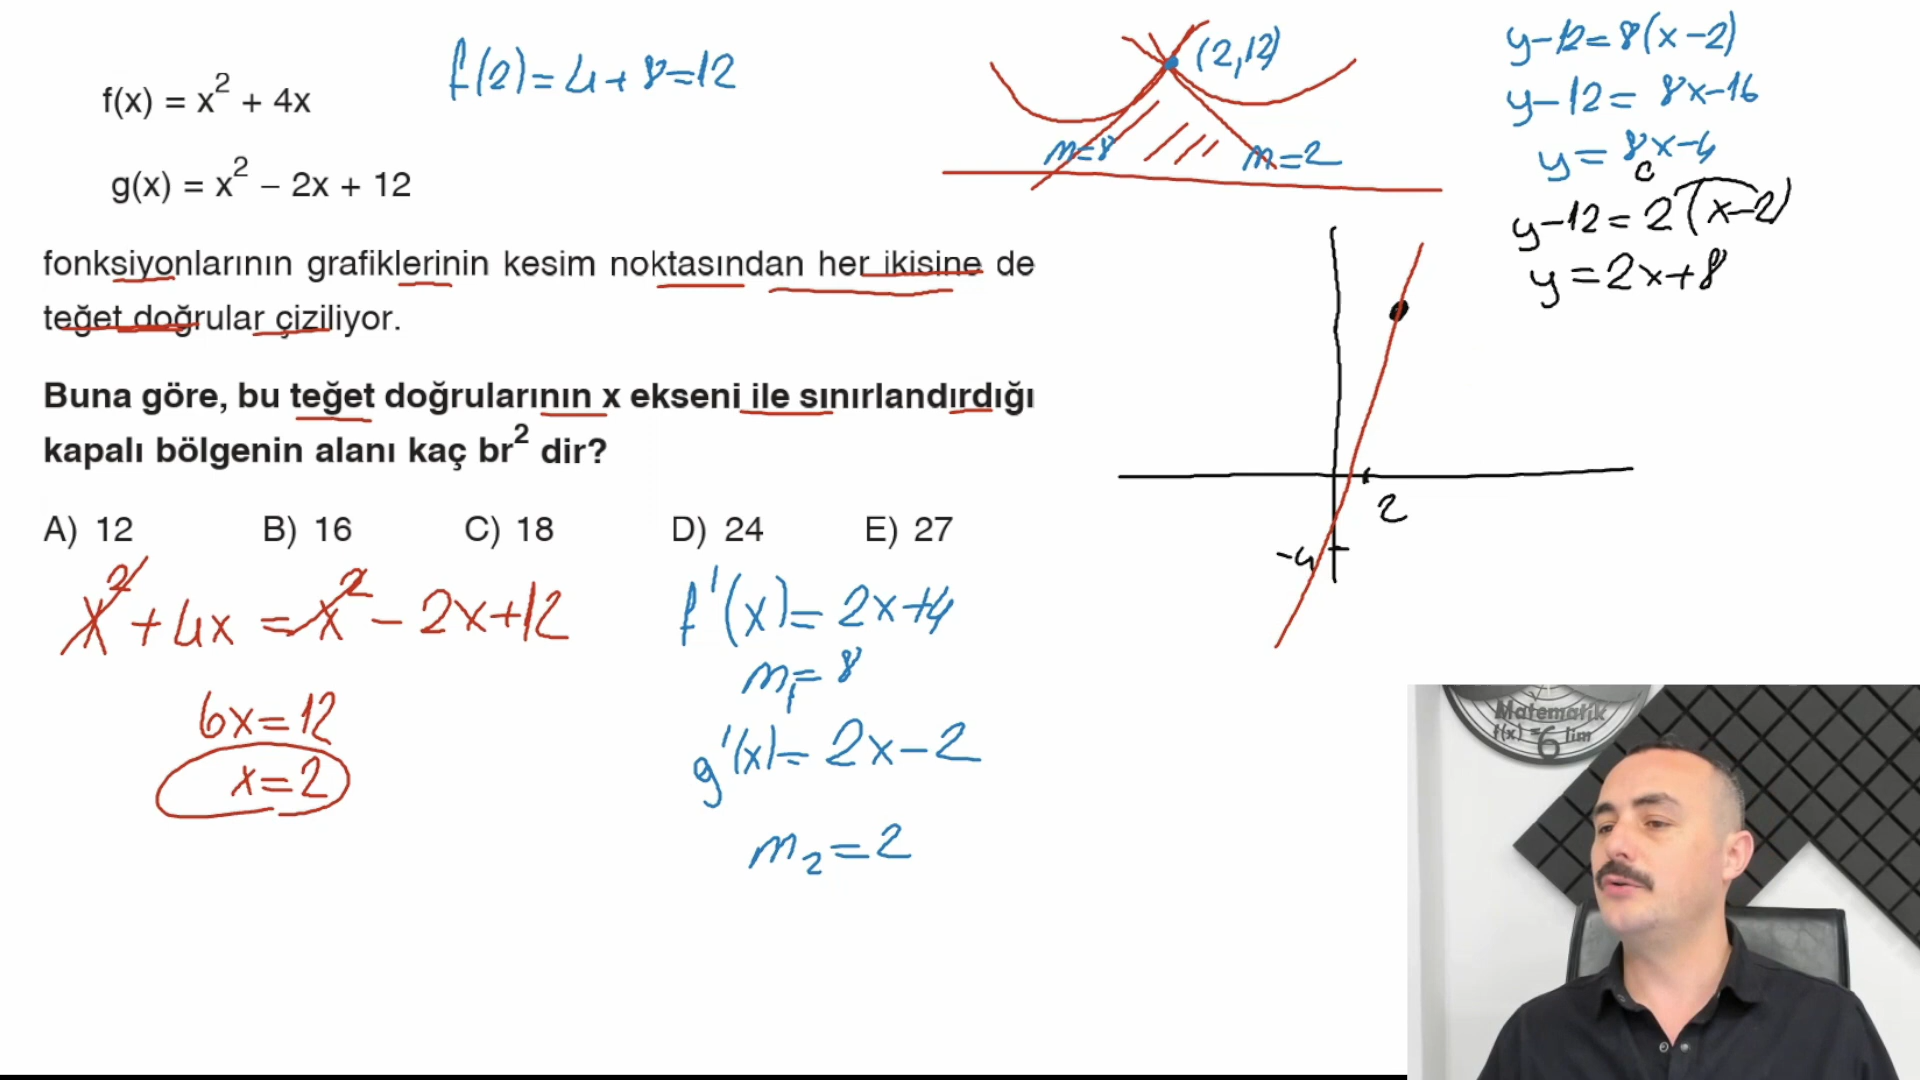 f(x) = x² + 4x
g(x) = x² – 2x + 12
fonksiyonlarının grafiklerinin kesim noktasından her ikisine de
teğet doğrular çiziliyor.
Buna göre, bu teğet doğrularının x ekseni ile sınırlandırdığı
kapalı bölgenin alanı kaç br² dir?
A) 12 B) 16 C) 18 D) 24 E) 27
x² + 4x = x² - 2x + 12
6x = 12
x = 2
f(2) = 4 + 8 = 12
f'(x) = 2x + 4
m₁ = 8
g'(x) = 2x - 2
m₂ = 2
(2,12)
m=8 m=2
y-12=8(x-2)
y-12= 8x-16
y= 8x-4
y-12=2(x-2)
y=2x+8
2
-4
Matematik
f(x) = 6 lim